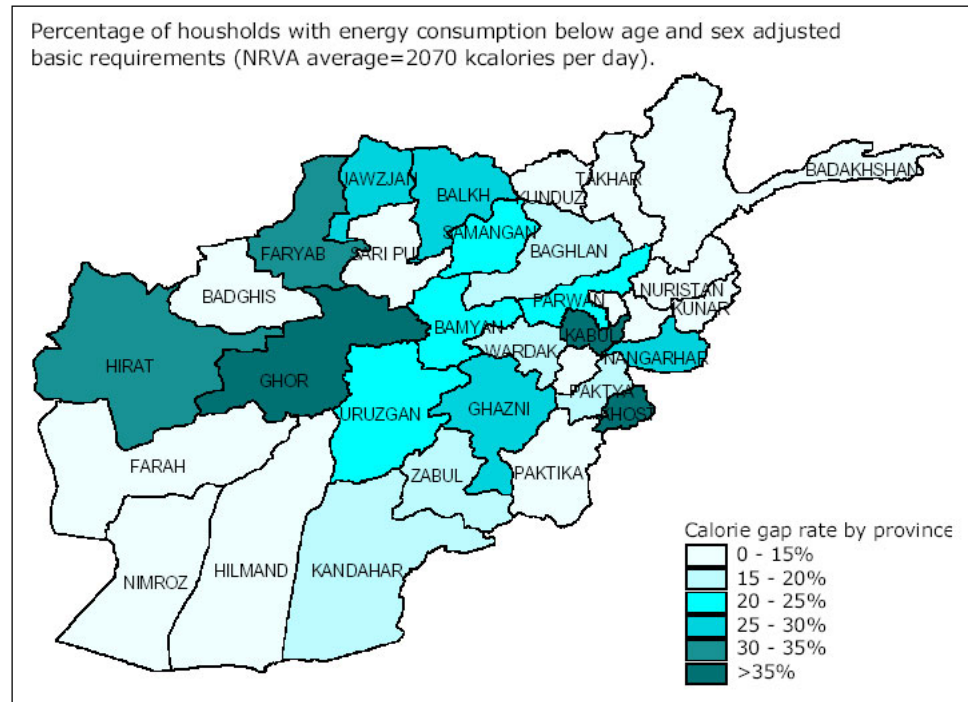 Percentage of housholds with energy consumption below age and sex adjusted
basic requirements (NRVA average=2070 kcalories per day).
JAWZJAN
BALKH
KUNDUZ
TAKHAR
BADAKHSHAN
FARYAB
SARI PUL
SAMANGAN
BAGHLAN
BADGHIS
NURISTAN
KUNAR
PARWAN
BAMYAN
KABUL
WARDAK
NANGARHAR
HIRAT
GHOR
PAKTYA
KHOST
URUZGAN
GHAZNI
FARAH
ZABUL
PAKTIKA
NIMROZ
HILMAND
KANDAHAR
Calorie gap rate by province
0 - 15%
15 - 20%
20 - 25%
25 - 30%
30 - 35%
>35%